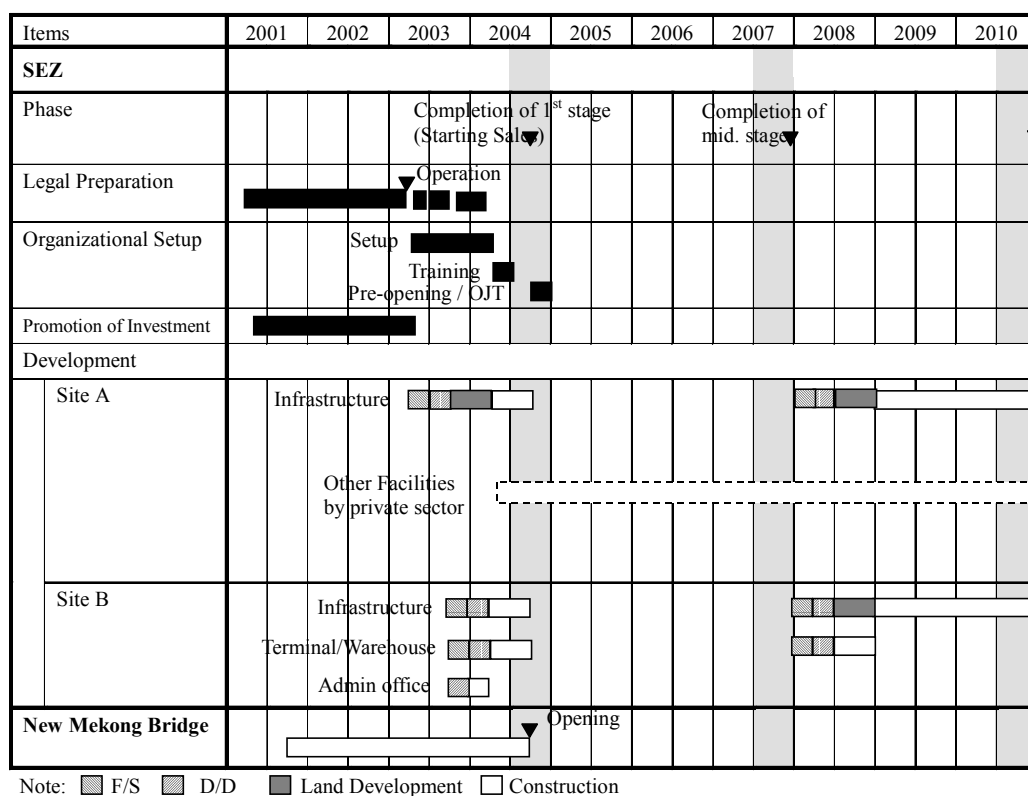 Items 2001 2002 2003 2004 2005 2006 2007 2008 2009 2010
SEZ
Phase
Completion of 1st stage
(Starting Sales)
Completion of
mid. stage
Legal Preparation
Operation
Organizational Setup
Setup
Training
Pre-opening / OJT
Promotion of Investment
Development
Site A
Infrastructure
Other Facilities
by private sector
Site B
Infrastructure
Terminal/Warehouse
Admin office
New Mekong Bridge
Opening
Note: F/S D/D Land Development Construction